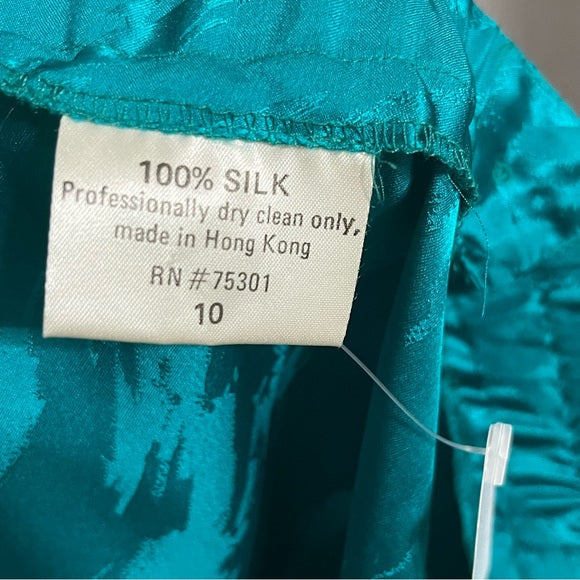 100% SILK
Professionally dry clean only,
made in Hong Kong
RN #75301
10